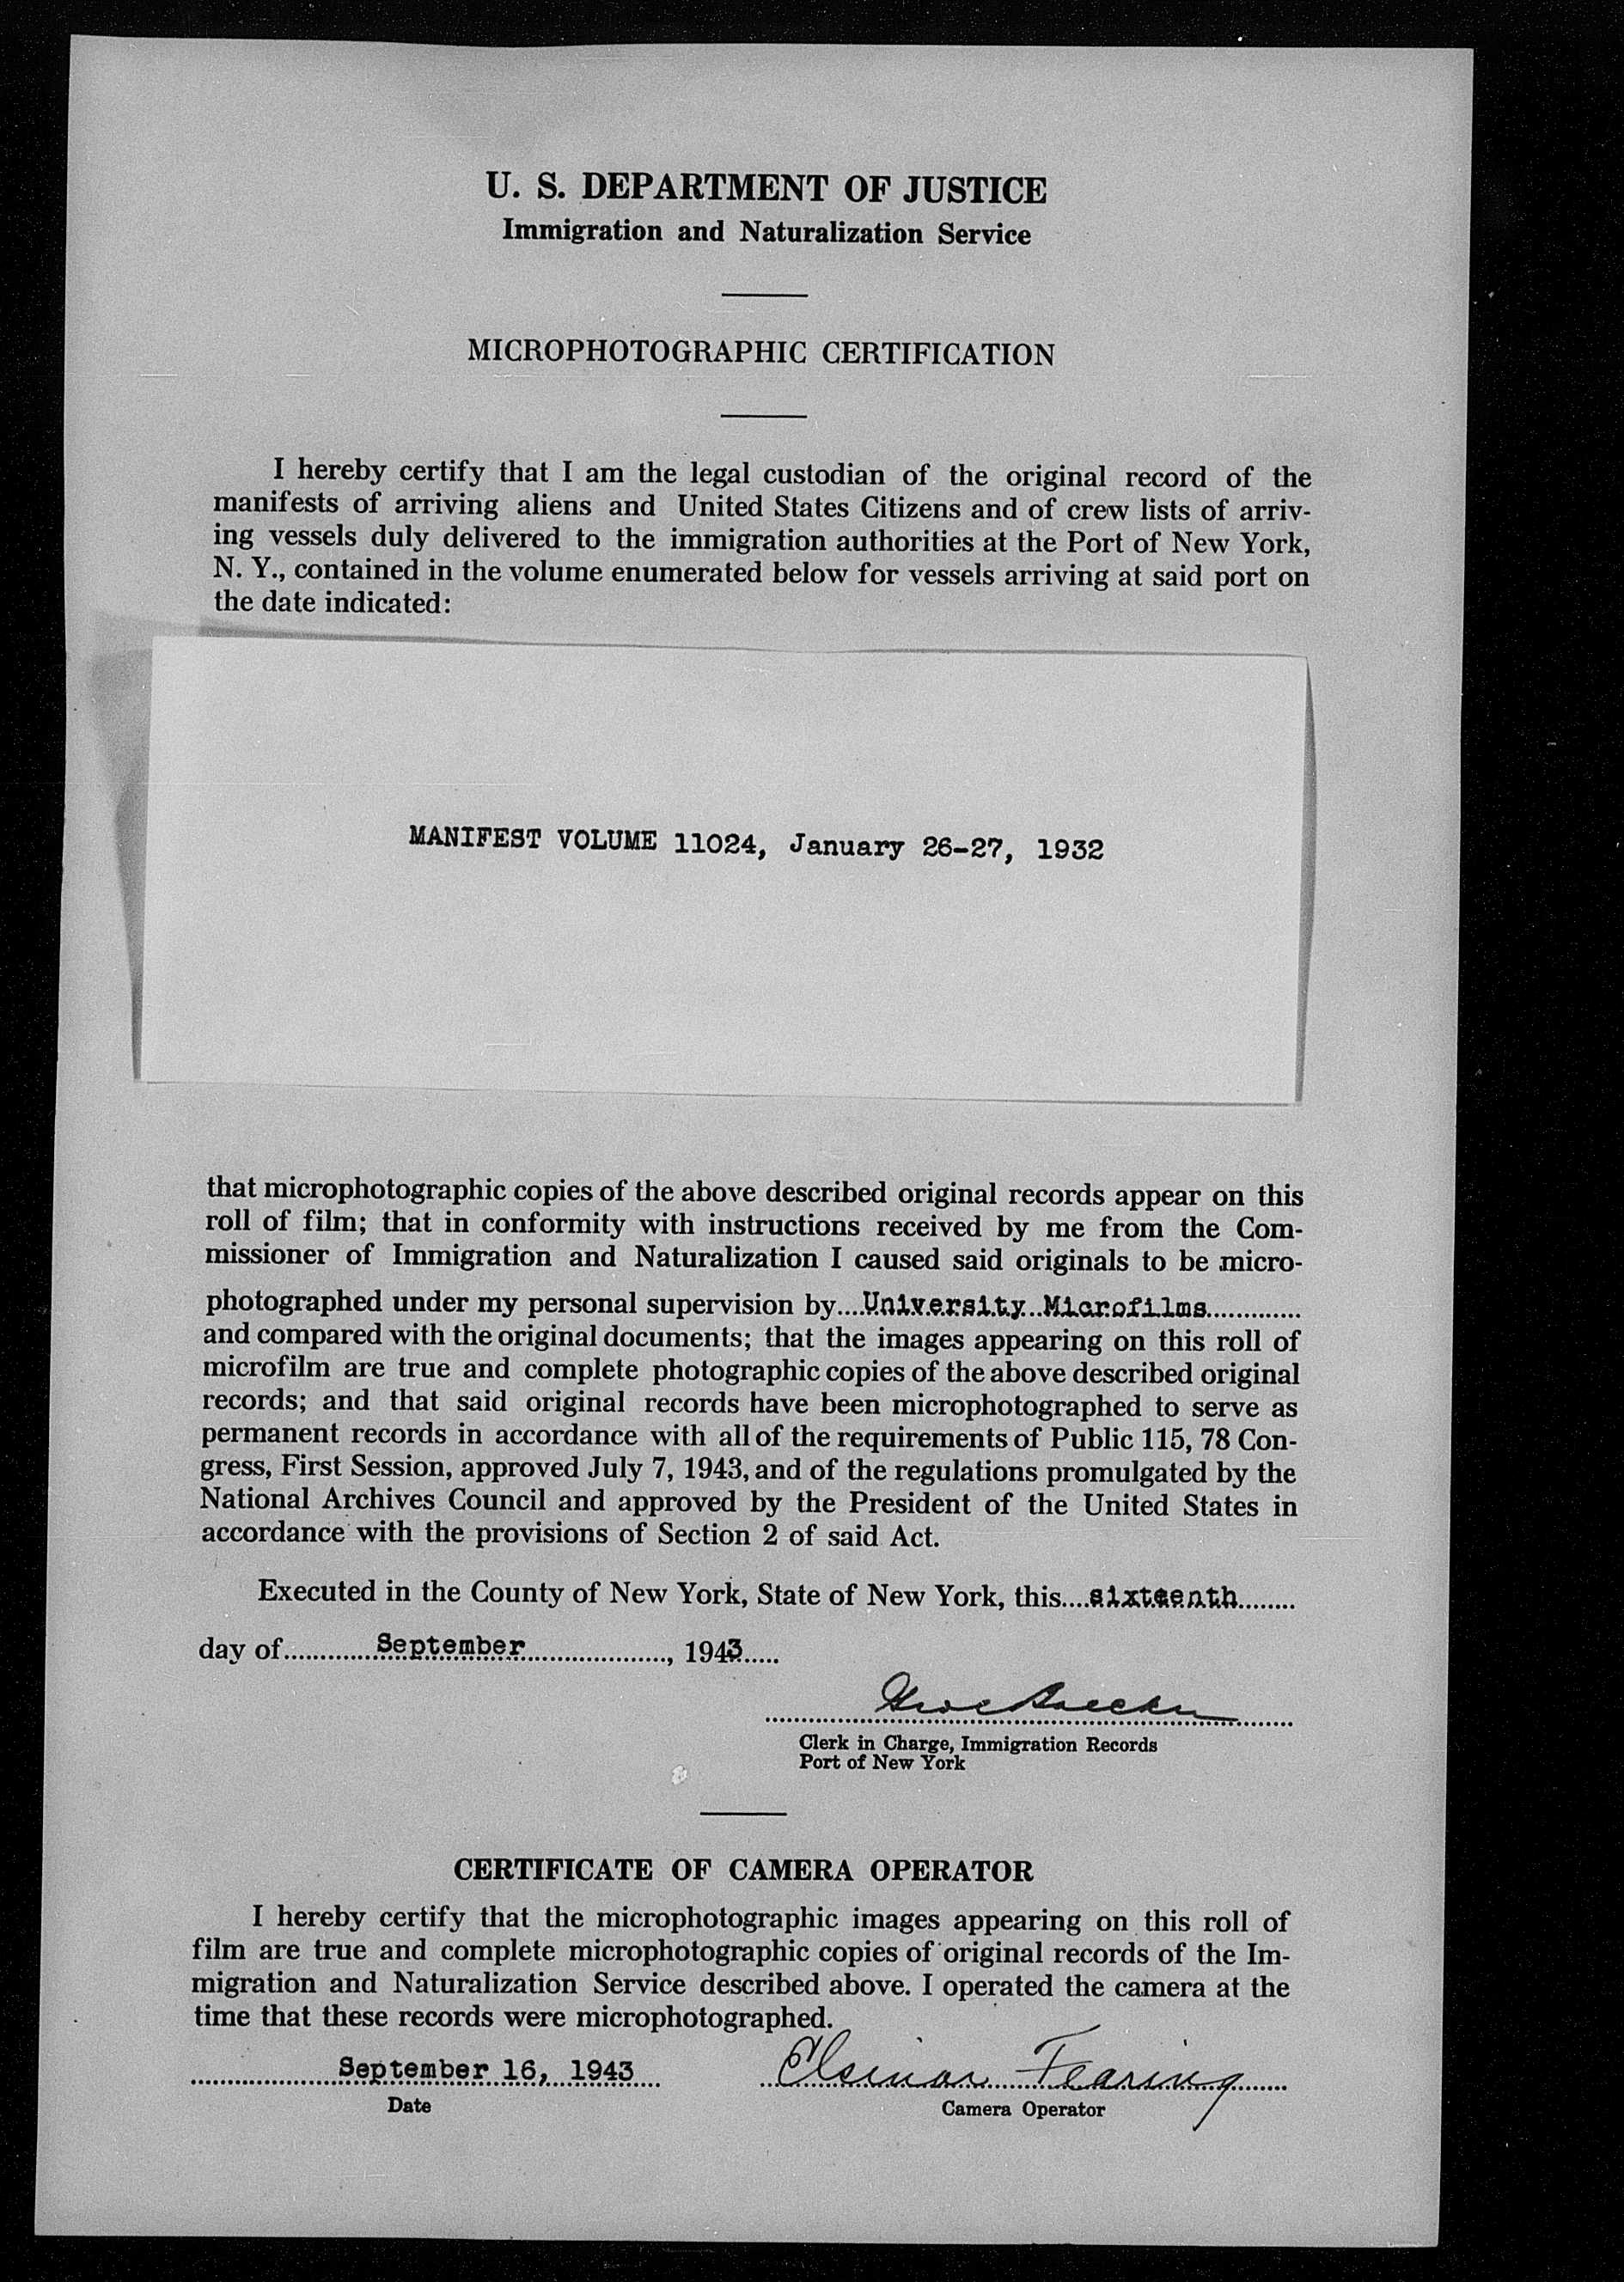 U. S. DEPARTMENT OF JUSTICE
Immigration and Naturalization Service
MICROPHOTOGRAPHIC CERTIFICATION
I hereby certify that I am the legal custodian of the original record of the
manifests of arriving aliens and United States Citizens and of crew lists of arriv-
ing vessels duly delivered to the immigration authorities at the Port of New York,
N. Y., contained in the volume enumerated below for vessels arriving at said port on
the date indicated:
MANIFEST VOLUME 11024, January 26-27, 1932
that microphotographic copies of the above described original records appear on this
roll of film; that in conformity with instructions received by me from the Com-
missioner of Immigration and Naturalization I caused said originals to be micro-
photographed under my personal supervision by....University Microfilms.............
and compared with the original documents; that the images appearing on this roll of
microfilm are true and complete photographic copies of the above described original
records; and that said original records have been microphotographed to serve as
permanent records in accordance with all of the requirements of Public 115, 78 Con-
gress, First Session, approved July 7, 1943, and of the regulations promulgated by the
National Archives Council and approved by the President of the United States in
accordance with the provisions of Section 2 of said Act.
Executed in the County of New York, State of New York, this....sixteenth........
day of.............September...................., 1943.....
Clerk in Charge, Immigration Records
Port of New York
CERTIFICATE OF CAMERA OPERATOR
I hereby certify that the microphotographic images appearing on this roll of
film are true and complete microphotographic copies of original records of the Im-
migration and Naturalization Service described above. I operated the camera at the
time that these records were microphotographed.
September 16, 1943 Elsinor Fearing
Date Camera Operator